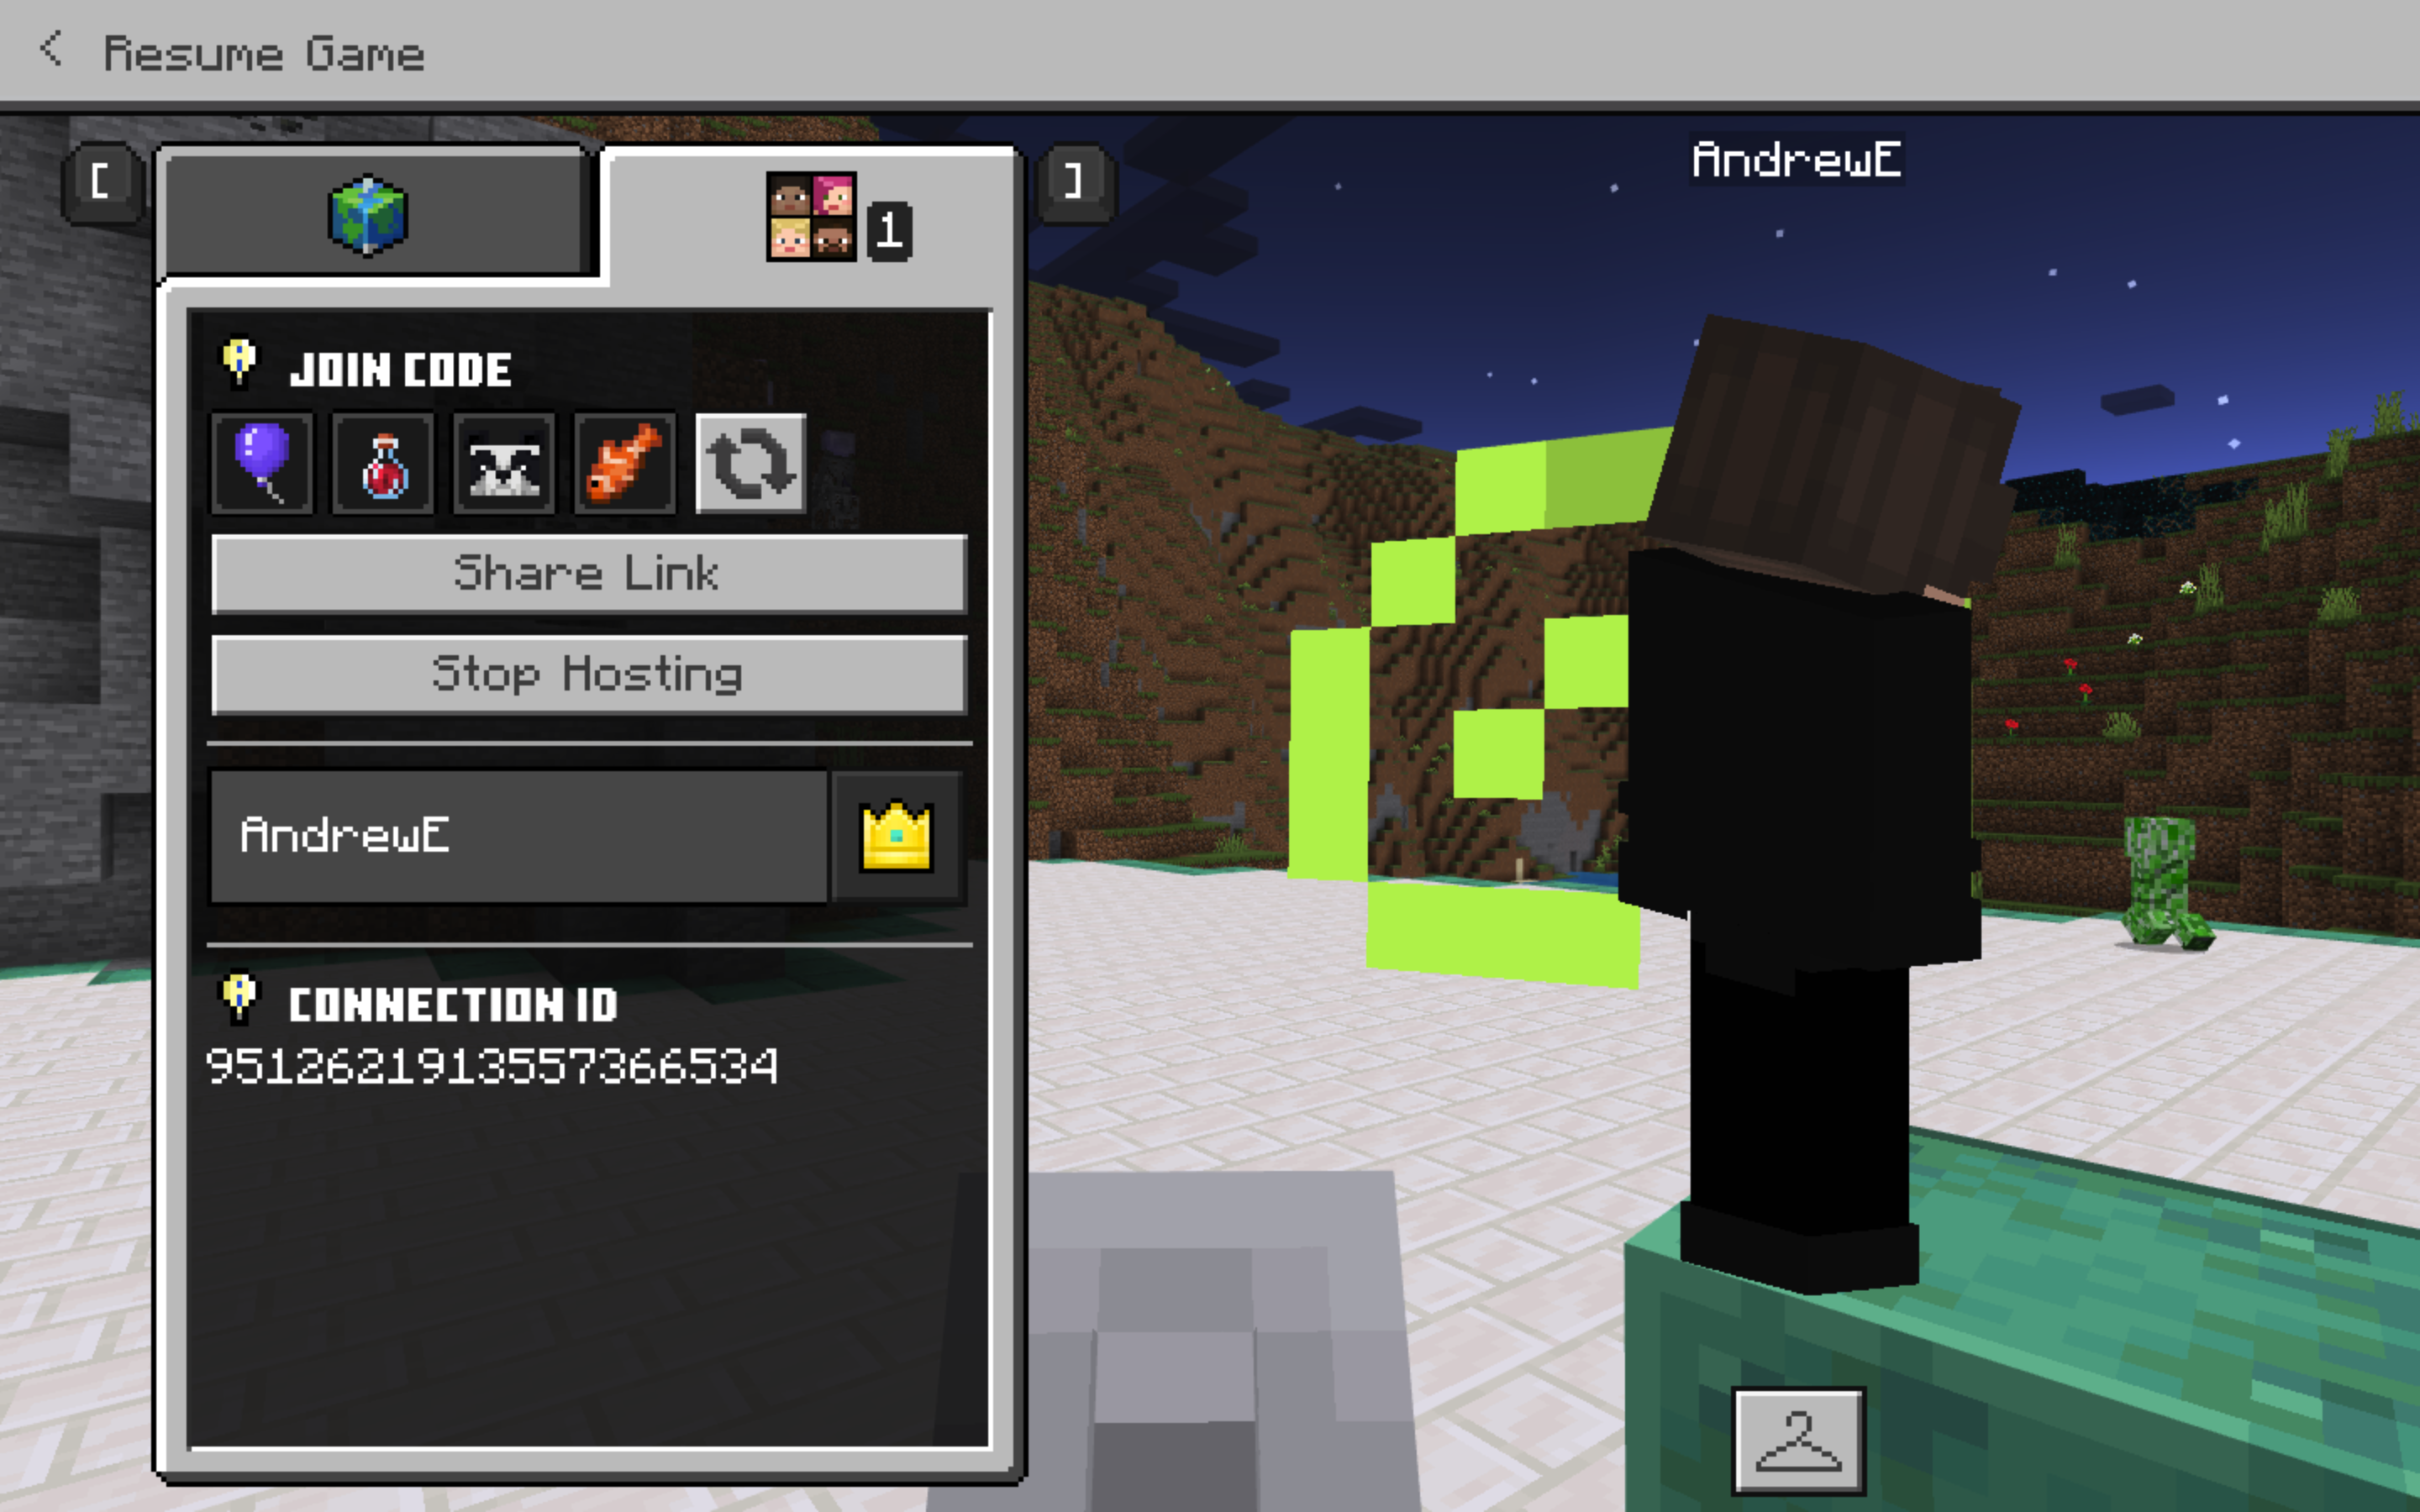 Resume Game
[
1
]
AndrewE
JOIN CODE
Share Link
Stop Hosting
AndrewE
CONNECTION ID
9512621913557366534